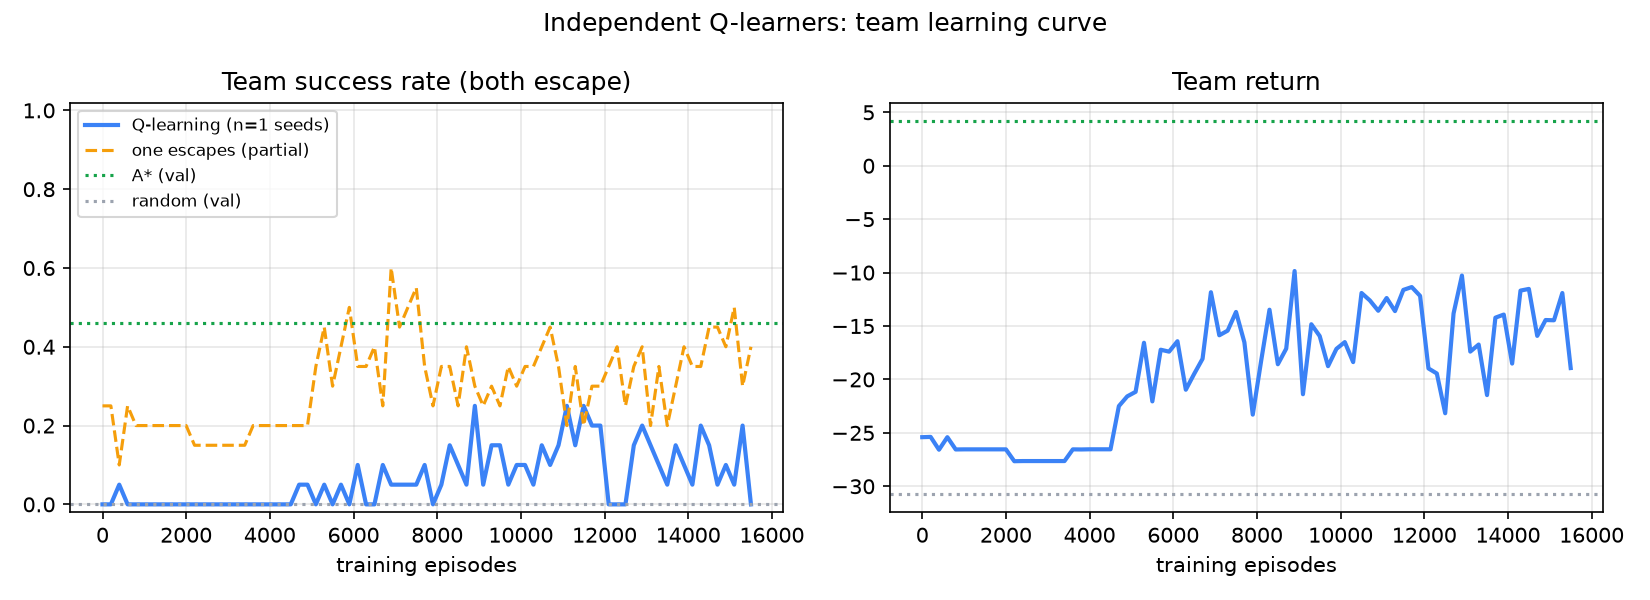 Independent Q-learners: team learning curve
Team success rate (both escape)
1.0
0.8
0.6
0.4
0.2
0.0
Q-learning (n=1 seeds)
one escapes (partial)
A* (val)
random (val)
0 2000 4000 6000 8000 10000 12000 14000 16000
training episodes
Team return
5
0
−5
−10
−15
−20
−25
−30
0 2000 4000 6000 8000 10000 12000 14000 16000
training episodes